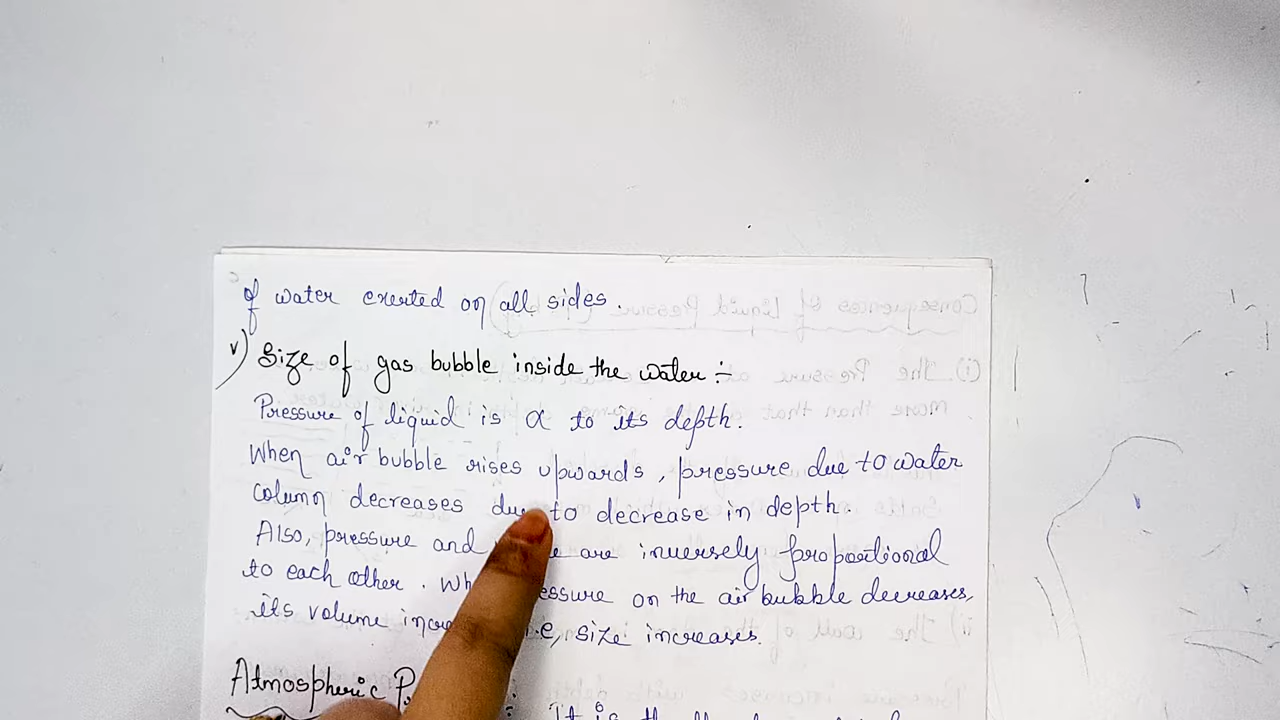 of water exerted on all sides.
v) Size of gas bubble inside the water :-
Pressure of liquid is α to its depth.
When air bubble rises upwards, pressure due to water
column decreases due to decrease in depth.
Also, pressure and are inversely proportional
to each other. on the air bubble decreases,
its volume i.e, size increases.
Atmospheric